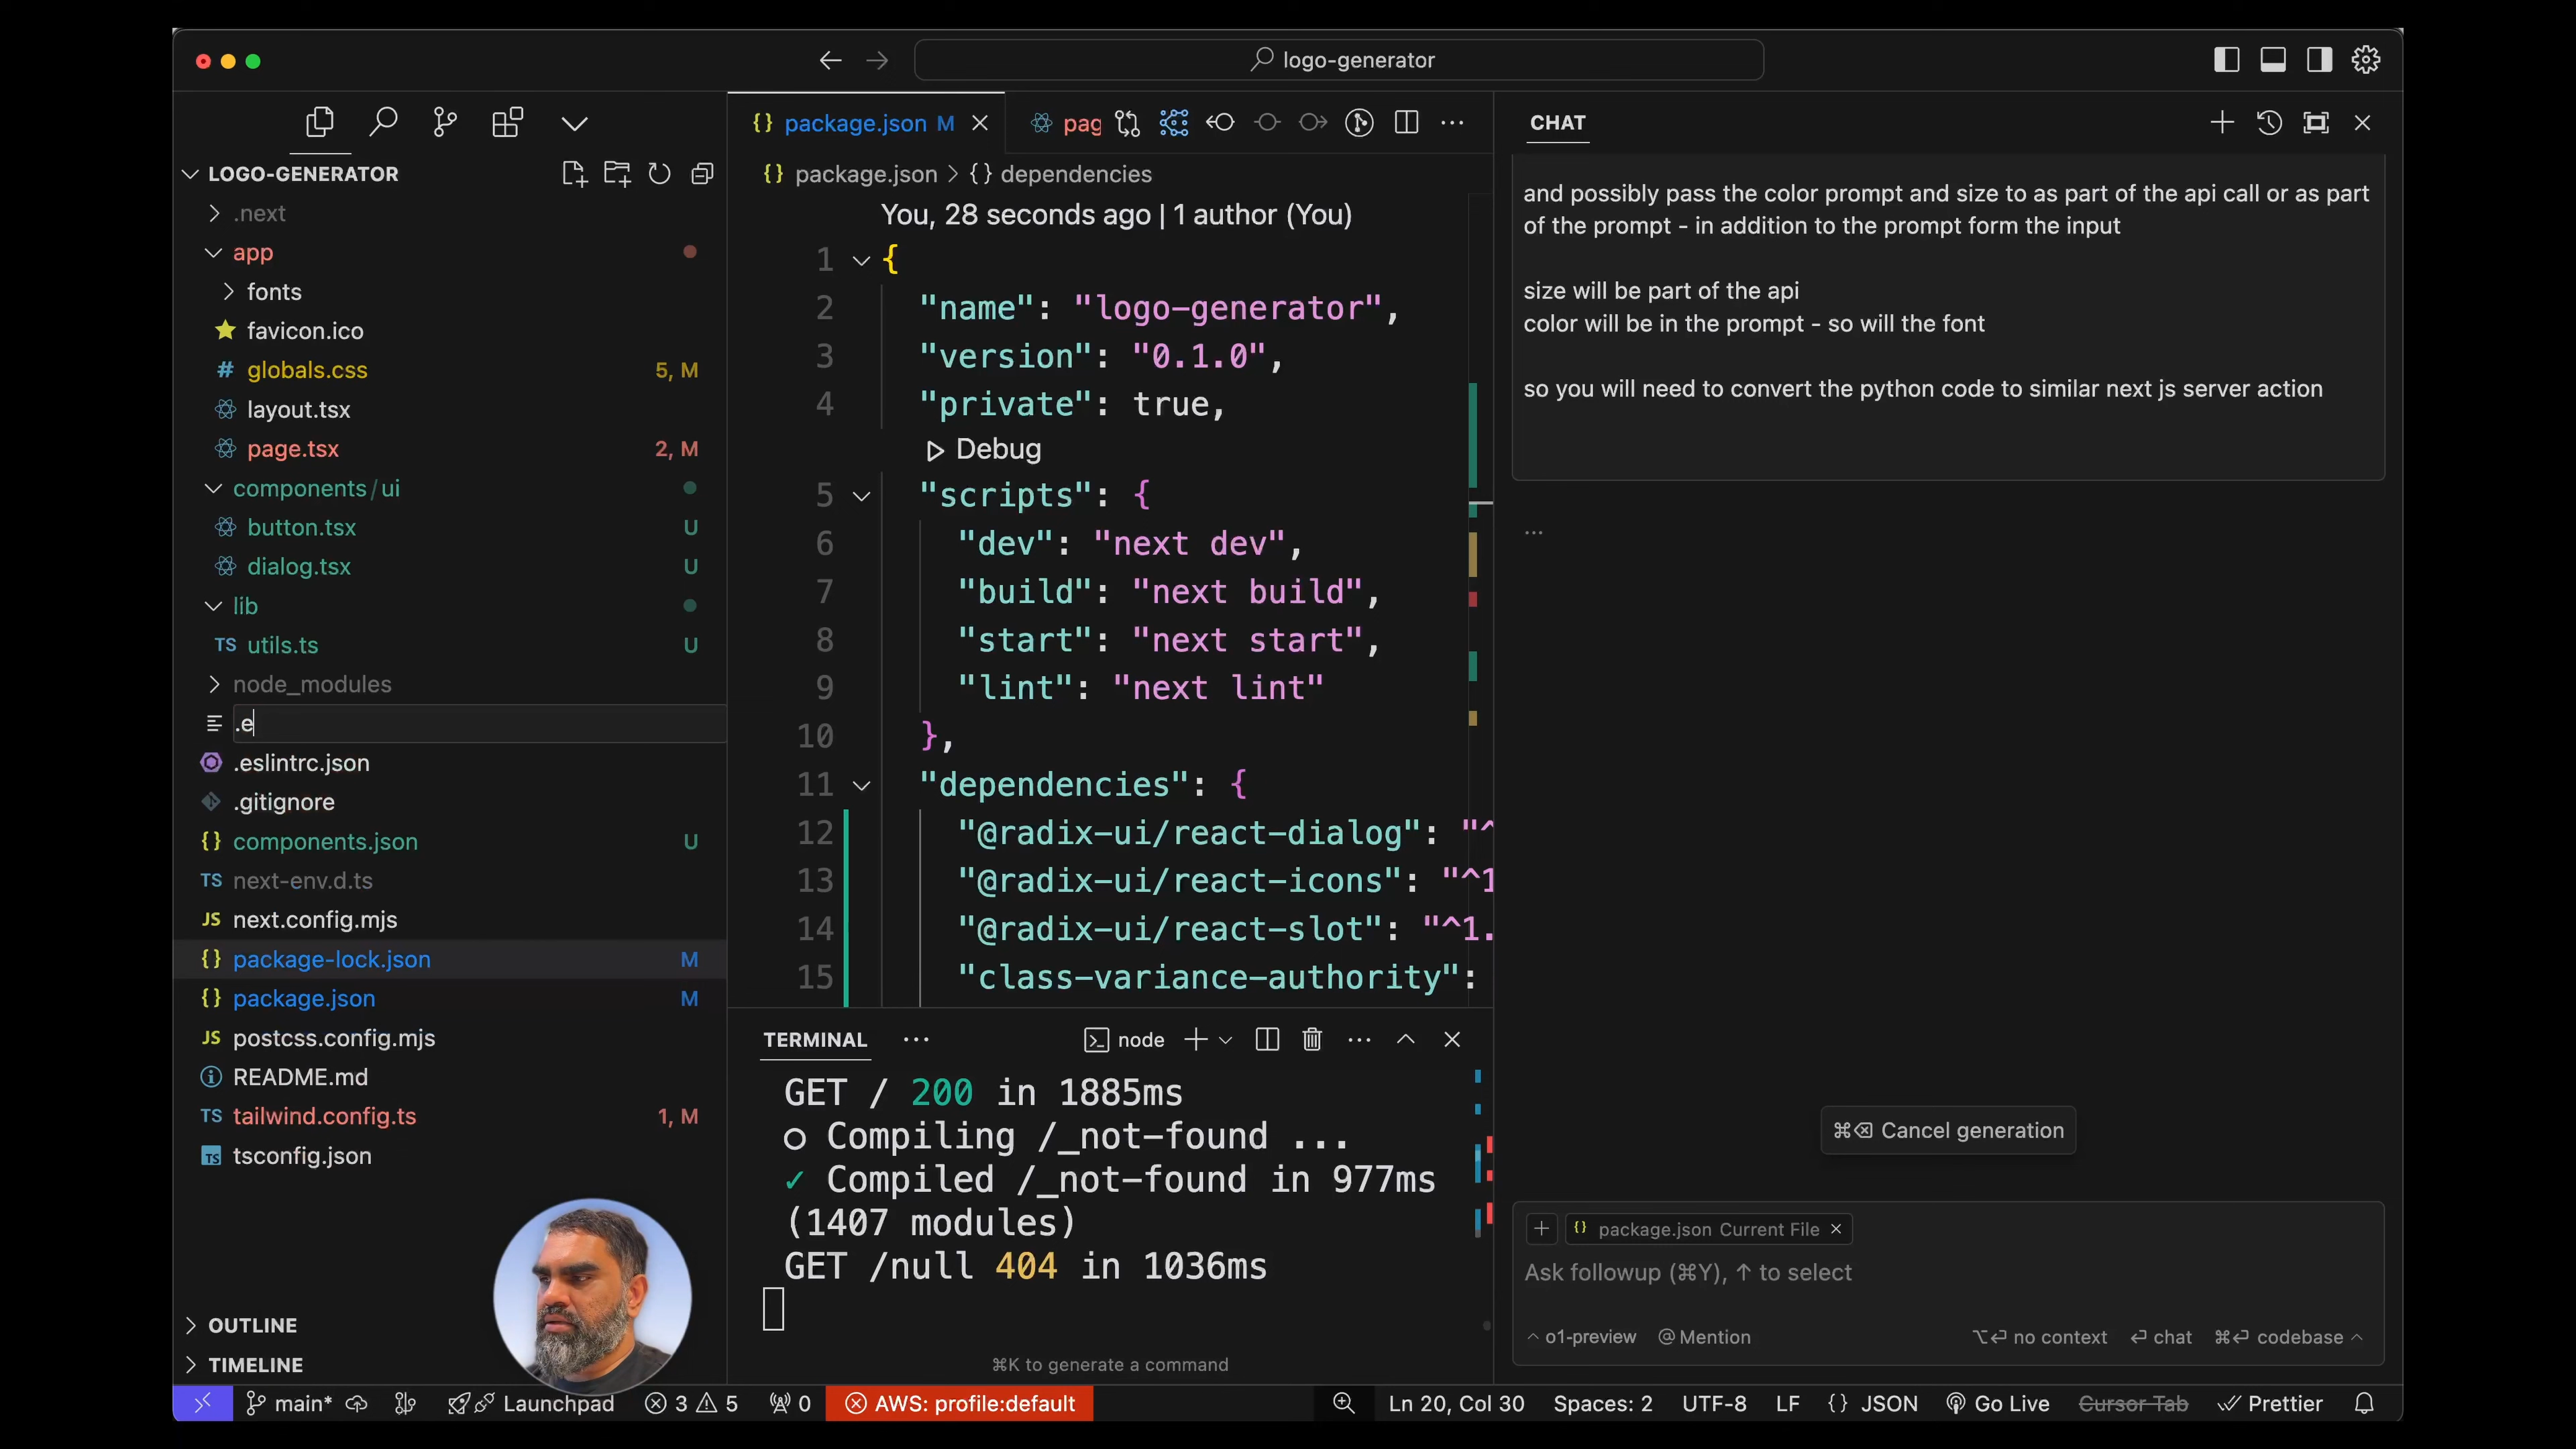 logo-generator
LOGO-GENERATOR
.next
app
fonts
favicon.ico
globals.css 5, M
layout.tsx
page.tsx 2, M
components/ui
button.tsx U
dialog.tsx U
lib
TS utils.ts U
node_modules
.e
.eslintrc.json
.gitignore
{} components.json U
TS next-env.d.ts
JS next.config.mjs
{} package-lock.json M
{} package.json M
JS postcss.config.mjs
README.md
TS tailwind.config.ts 1, M
TS tsconfig.json
OUTLINE
TIMELINE
{} package.json M
pag
{} package.json > {} dependencies
You, 28 seconds ago | 1 author (You)
1 {
2 "name": "logo-generator",
3 "version": "0.1.0",
4 "private": true,
Debug
5 "scripts": {
6 "dev": "next dev",
7 "build": "next build",
8 "start": "next start",
9 "lint": "next lint"
10 },
11 "dependencies": {
12 "@radix-ui/react-dialog": "^
13 "@radix-ui/react-icons": "^1
14 "@radix-ui/react-slot": "^1.
15 "class-variance-authority":
TERMINAL ... node
GET / 200 in 1885ms
○ Compiling /_not-found ...
✓ Compiled /_not-found in 977ms
(1407 modules)
GET /null 404 in 1036ms
⌘K to generate a command
CHAT
and possibly pass the color prompt and size to as part of the api call or as part
of the prompt - in addition to the prompt form the input
size will be part of the api
color will be in the prompt - so will the font
so you will need to convert the python code to similar next js server action
...
⌘⌫ Cancel generation
{} package.json Current File ×
Ask followup (⌘Y), ↑ to select
^ o1-preview @ Mention ⌥⏎ no context ⏎ chat ⌘⏎ codebase ^
main* Launchpad 3 5 0 AWS: profile:default Ln 20, Col 30 Spaces: 2 UTF-8 LF {} JSON Go Live Cursor Tab Prettier